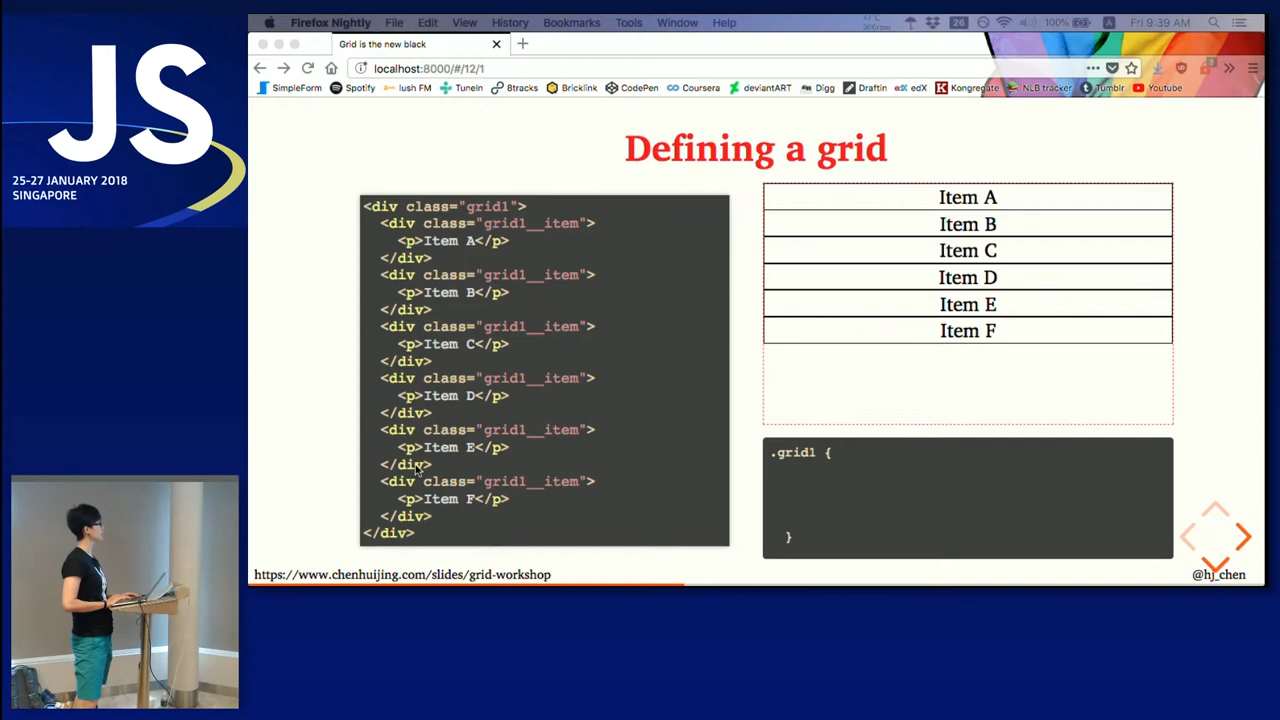 JS
25-27 JANUARY 2018
SINGAPORE
Firefox Nightly File Edit View History Bookmarks Tools Window Help
100% Fri 9:39 AM
Grid is the new black
localhost:8000/#/12/1
SimpleForm Spotify lush FM TuneIn 8tracks Bricklink CodePen Coursera deviantART Digg Draftin edX Kongregate NLB tracker Tumblr Youtube
Defining a grid
<div class="grid1">
<div class="grid1__item">
<p>Item A</p>
</div>
<div class="grid1__item">
<p>Item B</p>
</div>
<div class="grid1__item">
<p>Item C</p>
</div>
<div class="grid1__item">
<p>Item D</p>
</div>
<div class="grid1__item">
<p>Item E</p>
</div>
<div class="grid1__item">
<p>Item F</p>
</div>
</div>
Item A
Item B
Item C
Item D
Item E
Item F
.grid1 {
}
https://www.chenhuijing.com/slides/grid-workshop
@hj_chen